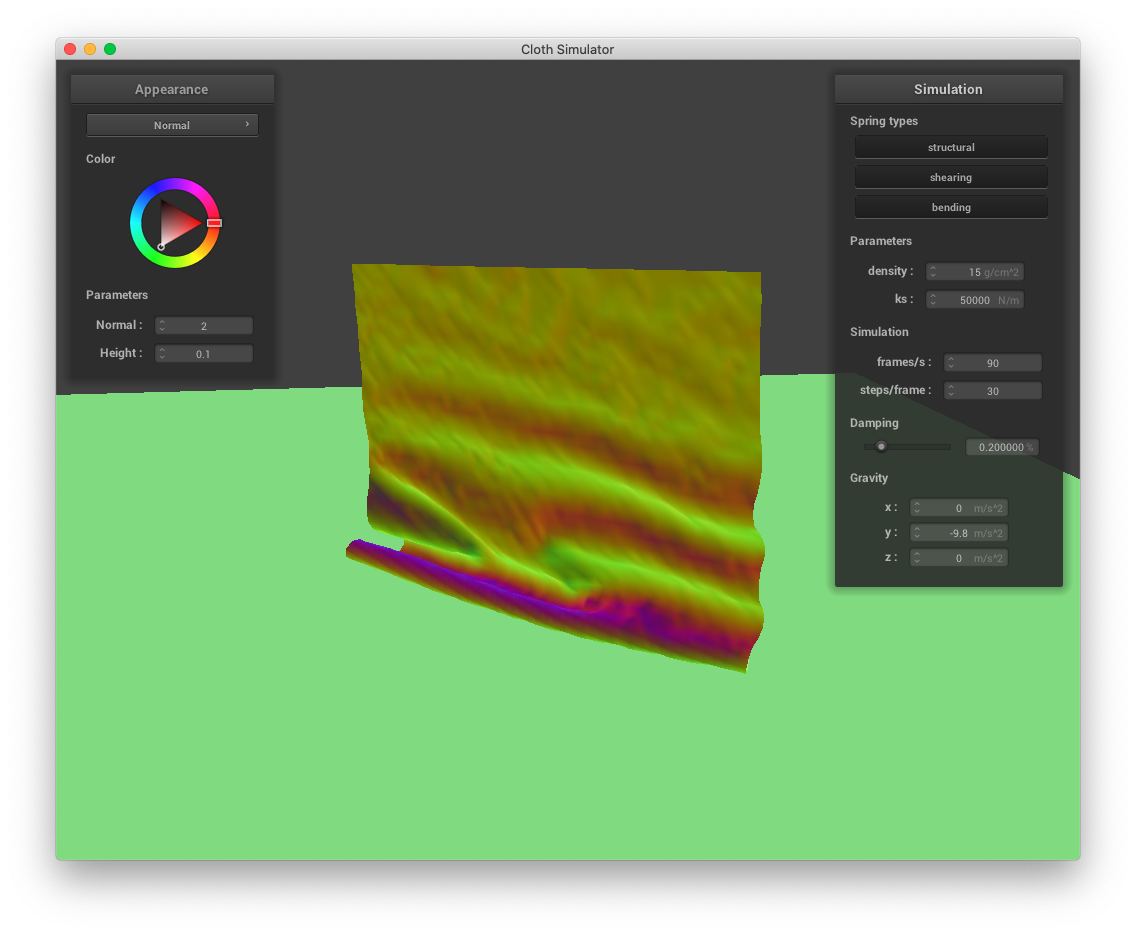 Cloth Simulator
Appearance
Normal ›
Color
Parameters
Normal : 2
Height : 0.1
Simulation
Spring types
structural
shearing
bending
Parameters
density : 15 g/cm^2
ks : 50000 N/m
Simulation
frames/s : 90
steps/frame : 30
Damping
0.200000 %
Gravity
x : 0 m/s^2
y : -9.8 m/s^2
z : 0 m/s^2